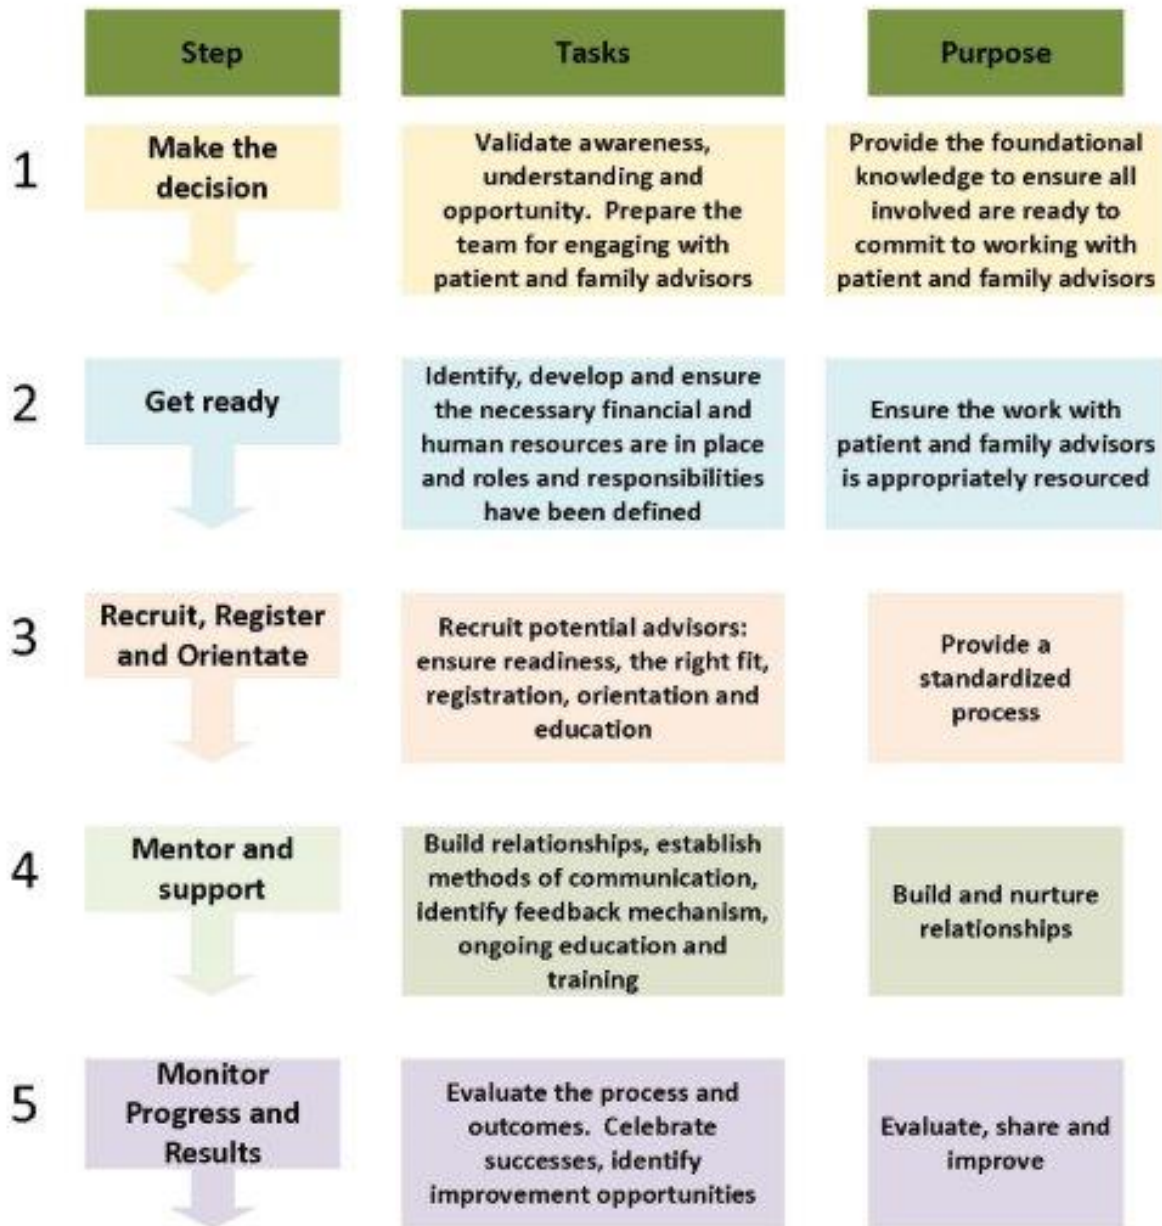 Step
Tasks
Purpose
1
Make the
decision
Validate awareness,
understanding and
opportunity.  Prepare the
team for engaging with
patient and family advisors
Provide the foundational
knowledge to ensure all
involved are ready to
commit to working with
patient and family advisors
2
Get ready
Identify, develop and ensure
the necessary financial and
human resources are in place
and roles and responsibilities
have been defined
Ensure the work with
patient and family advisors
is appropriately resourced
3
Recruit, Register
and Orientate
Recruit potential advisors:
ensure readiness, the right fit,
registration, orientation and
education
Provide a
standardized
process
4
Mentor and
support
Build relationships, establish
methods of communication,
identify feedback mechanism,
ongoing education and
training
Build and nurture
relationships
5
Monitor
Progress and
Results
Evaluate the process and
outcomes.  Celebrate
successes, identify
improvement opportunities
Evaluate, share and
improve